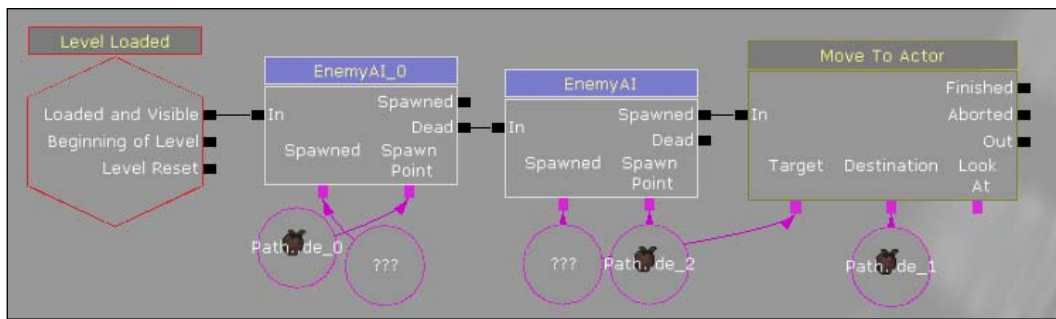 Level Loaded
Loaded and Visible
Beginning of Level
Level Reset
EnemyAI_0
In
Spawned
Dead
Spawned
Spawn
Point
Path..de_0
???
EnemyAI
In
Spawned
Dead
Spawned
Spawn
Point
???
Path..de_2
Move To Actor
In
Finished
Aborted
Out
Target
Destination
Look
At
Path..de_1